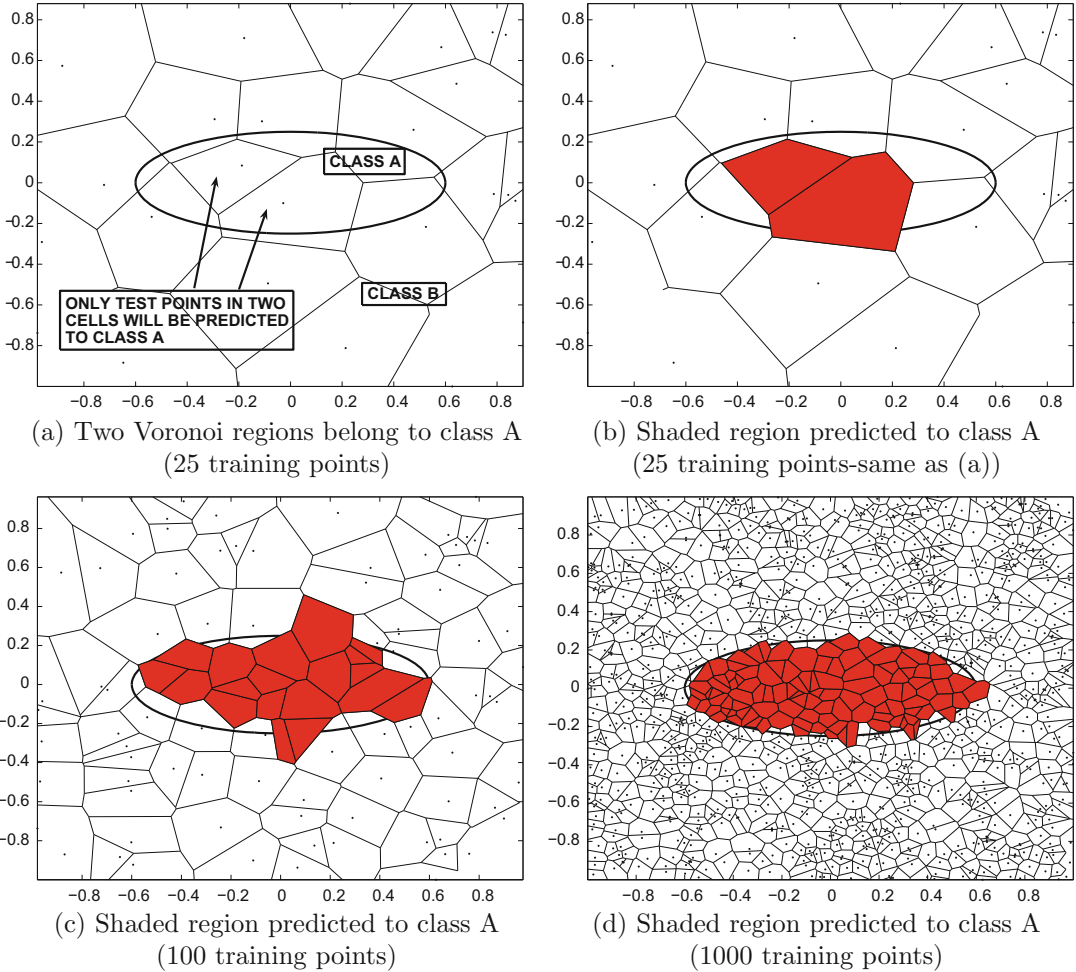 0.8
0.6
0.4
0.2
0
−0.2
−0.4
−0.6
−0.8
CLASS A
CLASS B
ONLY TEST POINTS IN TWO
CELLS WILL BE PREDICTED
TO CLASS A
−0.8 −0.6 −0.4 −0.2 0 0.2 0.4 0.6 0.8
(a) Two Voronoi regions belong to class A
(25 training points)
0.8
0.6
0.4
0.2
0
−0.2
−0.4
−0.6
−0.8
−0.8 −0.6 −0.4 −0.2 0 0.2 0.4 0.6 0.8
(b) Shaded region predicted to class A
(25 training points-same as (a))
0.8
0.6
0.4
0.2
0
−0.2
−0.4
−0.6
−0.8
−0.8 −0.6 −0.4 −0.2 0 0.2 0.4 0.6 0.8
(c) Shaded region predicted to class A
(100 training points)
0.8
0.6
0.4
0.2
0
−0.2
−0.4
−0.6
−0.8
−0.8 −0.6 −0.4 −0.2 0 0.2 0.4 0.6 0.8
(d) Shaded region predicted to class A
(1000 training points)